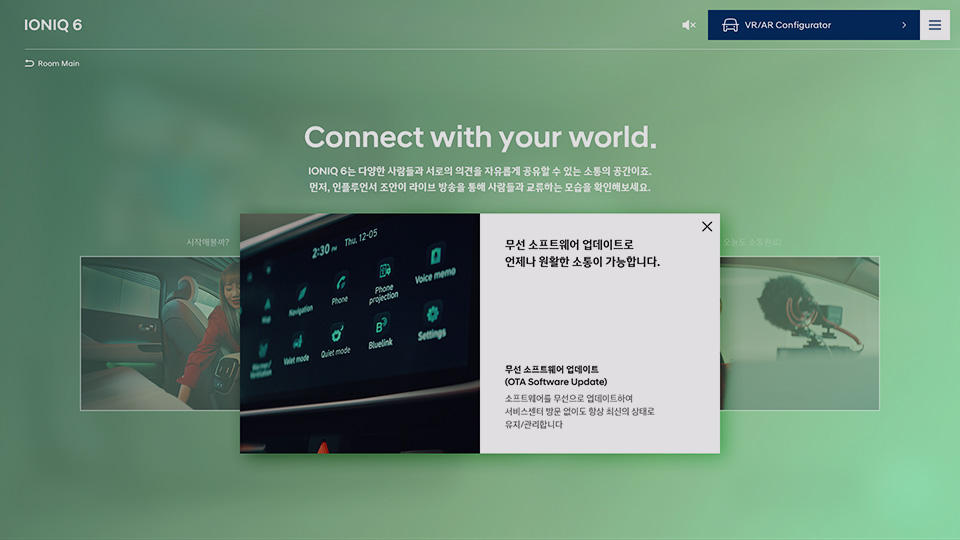 IONIQ 6
VR/AR Configurator
Room Main
Connect with your world.
IONIQ 6는 다양한 사람들과 서로의 의견을 자유롭게 공유할 수 있는 소통의 공간이죠.
먼저, 인플루언서 조안이 라이브 방송을 통해 사람들과 교류하는 모습을 확인해보세요.
시작해볼까?
오늘도 소통완료!
2:30 PM Thu, 12-05
Map
Navigation
Phone
Phone
projection
Voice memo
Warmer/
Ventilation
Valet mode
Quiet mode
Bluelink
Settings
무선 소프트웨어 업데이트로
언제나 원활한 소통이 가능합니다.
무선 소프트웨어 업데이트
(OTA Software Update)
소프트웨어를 무선으로 업데이트하여
서비스센터 방문 없이도 항상 최신의 상태로
유지/관리합니다